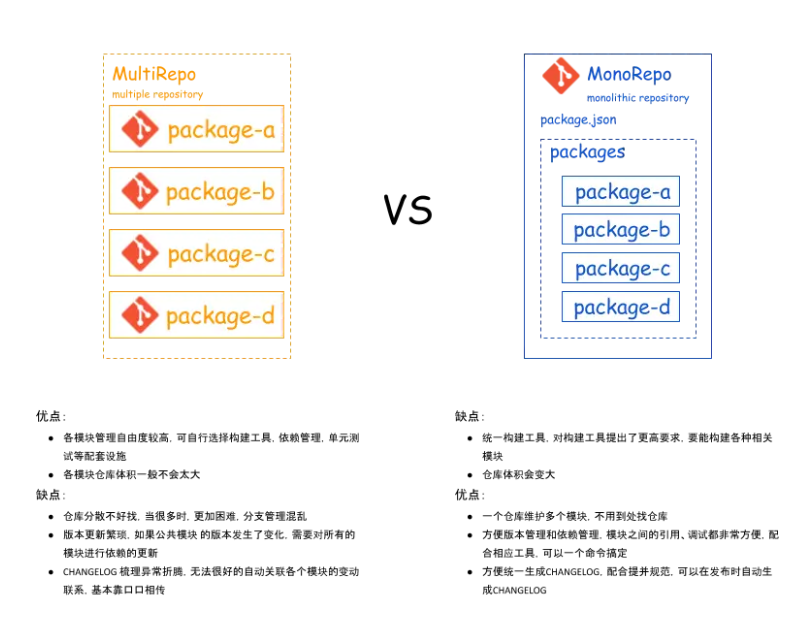 MultiRepo
multiple repository
package-a
package-b
package-c
package-d
VS
MonoRepo
monolithic repository
package.json
packages
package-a
package-b
package-c
package-d
优点：
● 各模块管理自由度较高，可自行选择构建工具，依赖管理，单元测
试等配套设施
● 各模块仓库体积一般不会太大
缺点：
● 仓库分散不好找，当很多时，更加困难，分支管理混乱
● 版本更新繁琐，如果公共模块 的版本发生了变化，需要对所有的
模块进行依赖的更新
● CHANGELOG 梳理异常折腾，无法很好的自动关联各个模块的变动
联系，基本靠口口相传
缺点：
● 统一构建工具，对构建工具提出了更高要求，要能构建各种相关
模块
● 仓库体积会变大
优点：
● 一个仓库维护多个模块，不用到处找仓库
● 方便版本管理和依赖管理，模块之间的引用、调试都非常方便，配
合相应工具，可以一个命令搞定
● 方便统一生成CHANGELOG，配合提并规范，可以在发布时自动生
成CHANGELOG